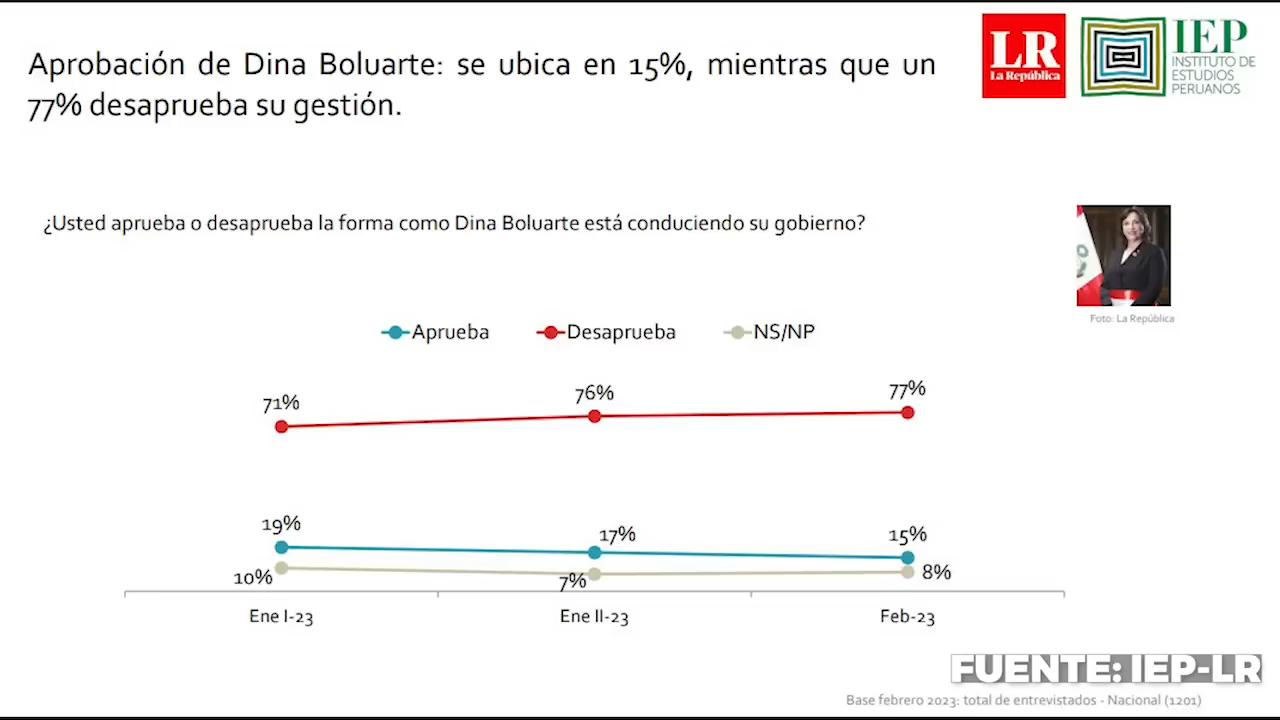 Aprobación de Dina Boluarte: se ubica en 15%, mientras que un
77% desaprueba su gestión.
LR
La República
IEP
INSTITUTO DE
ESTUDIOS
PERUANOS
¿Usted aprueba o desaprueba la forma como Dina Boluarte está conduciendo su gobierno?
Foto: La República
Aprueba
Desaprueba
NS/NP
71%
76%
77%
19%
17%
15%
10%
7%
8%
Ene I-23
Ene II-23
Feb-23
FUENTE: IEP-LR
Base febrero 2023: total de entrevistados - Nacional (1201)